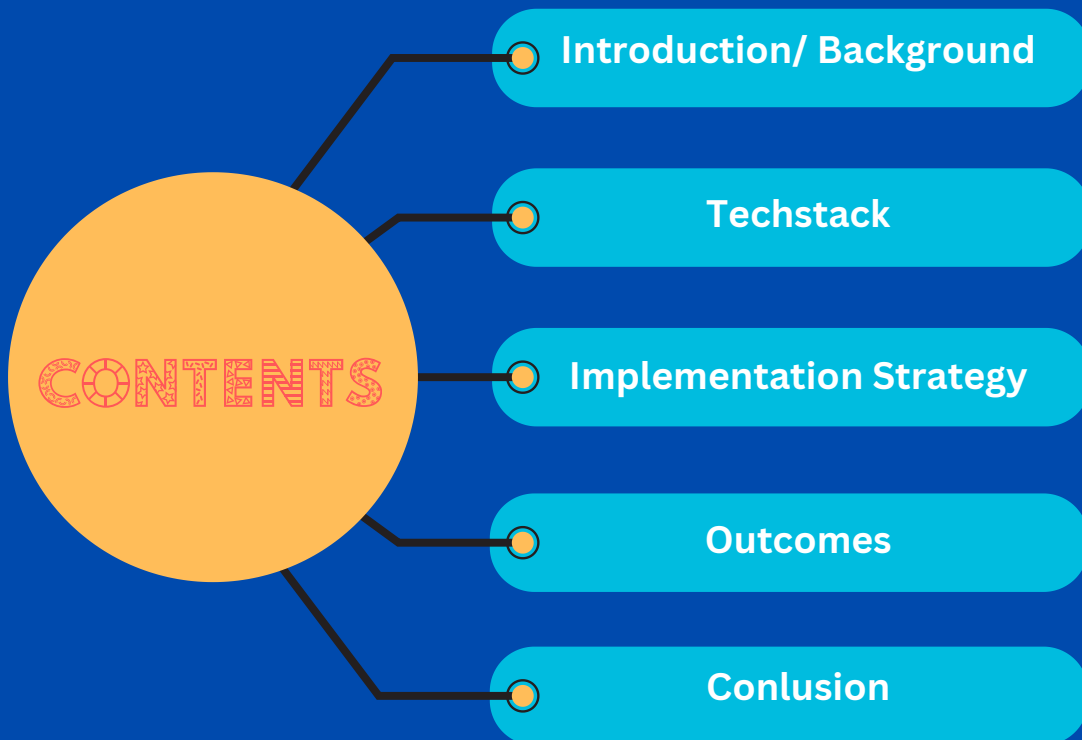 CONTENTS
Introduction/ Background
Techstack
Implementation Strategy
Outcomes
Conlusion